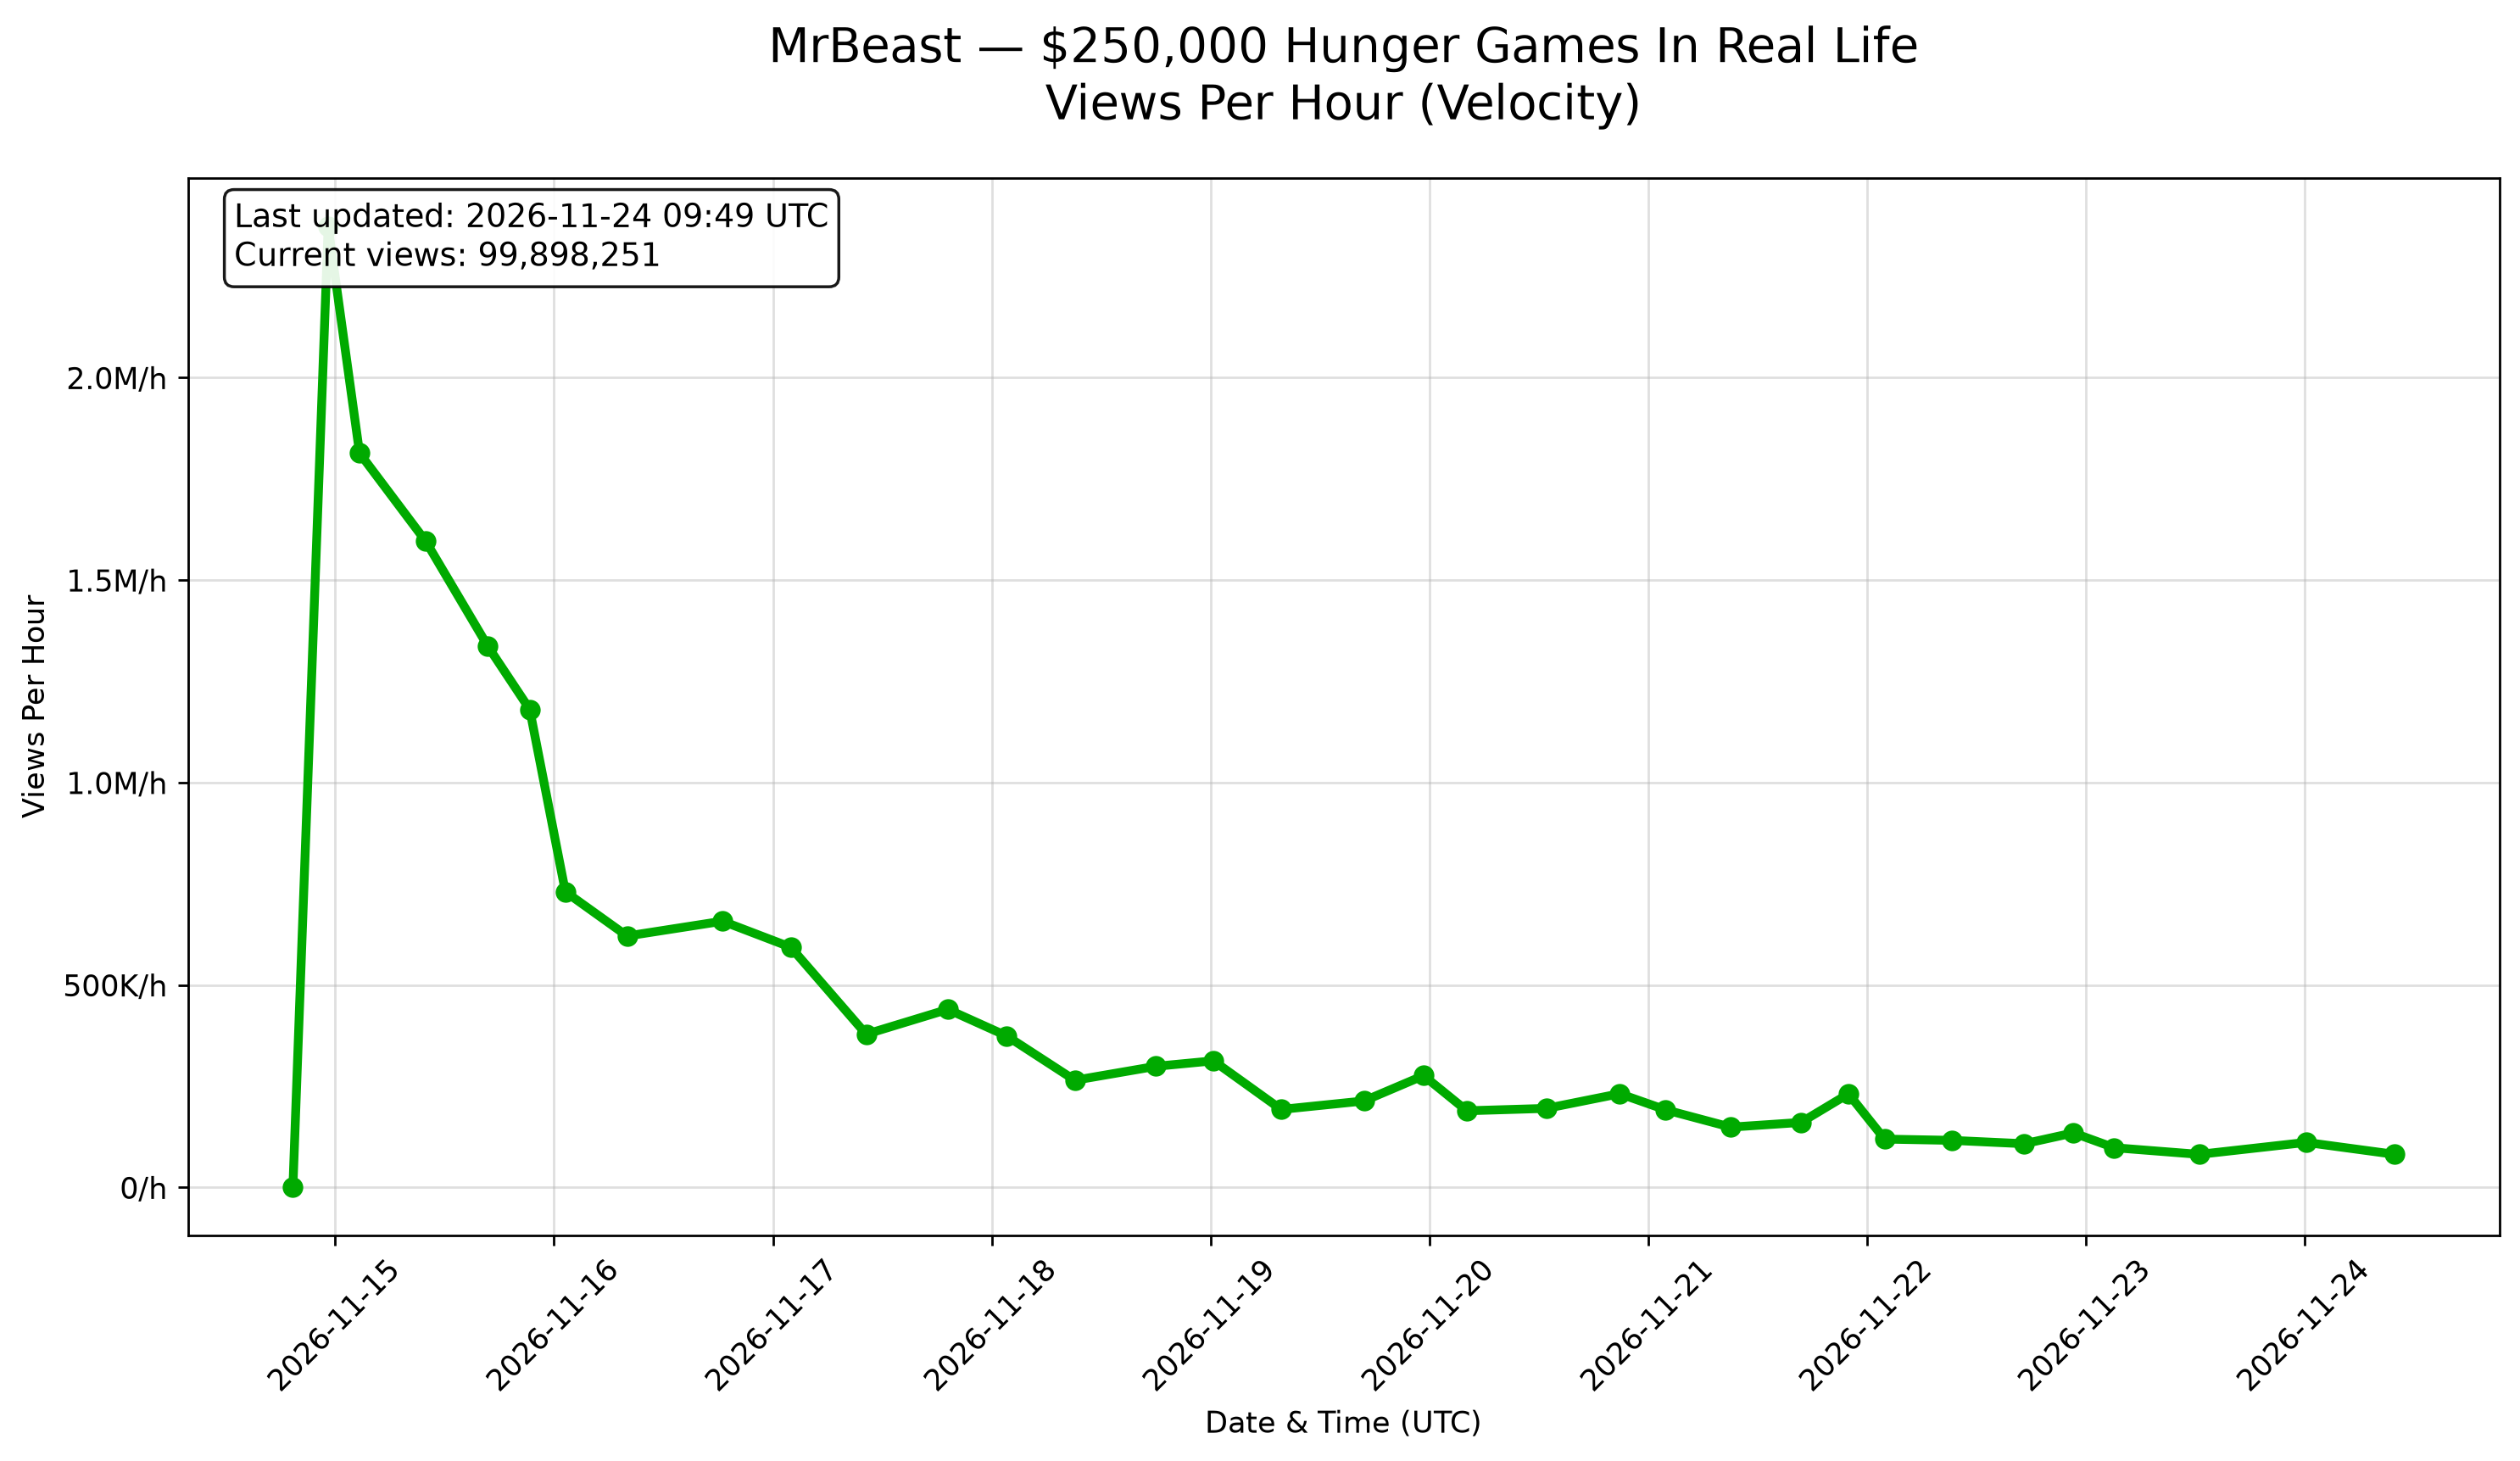 MrBeast — $250,000 Hunger Games In Real Life
Views Per Hour (Velocity)
Last updated: 2026-11-24 09:49 UTC
Current views: 99,898,251
Views Per Hour
2.0M/h
1.5M/h
1.0M/h
500K/h
0/h
2026-11-15
2026-11-16
2026-11-17
2026-11-18
2026-11-19
2026-11-20
2026-11-21
2026-11-22
2026-11-23
2026-11-24
Date & Time (UTC)